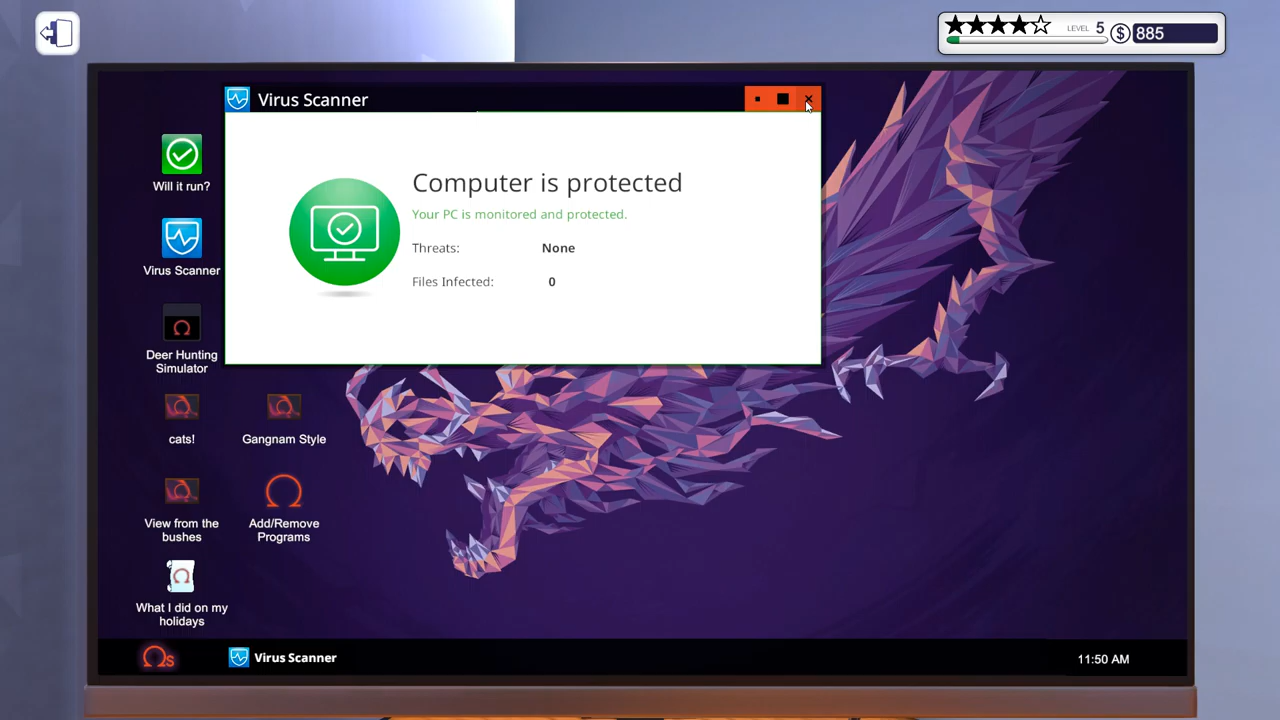 LEVEL 5 $ 885
Virus Scanner
Computer is protected
Your PC is monitored and protected.
Threats: None
Files Infected: 0
Will it run?
Virus Scanner
Deer Hunting
Simulator
cats!
Gangnam Style
View from the
bushes
Add/Remove
Programs
What I did on my
holidays
Ωs
Virus Scanner
11:50 AM